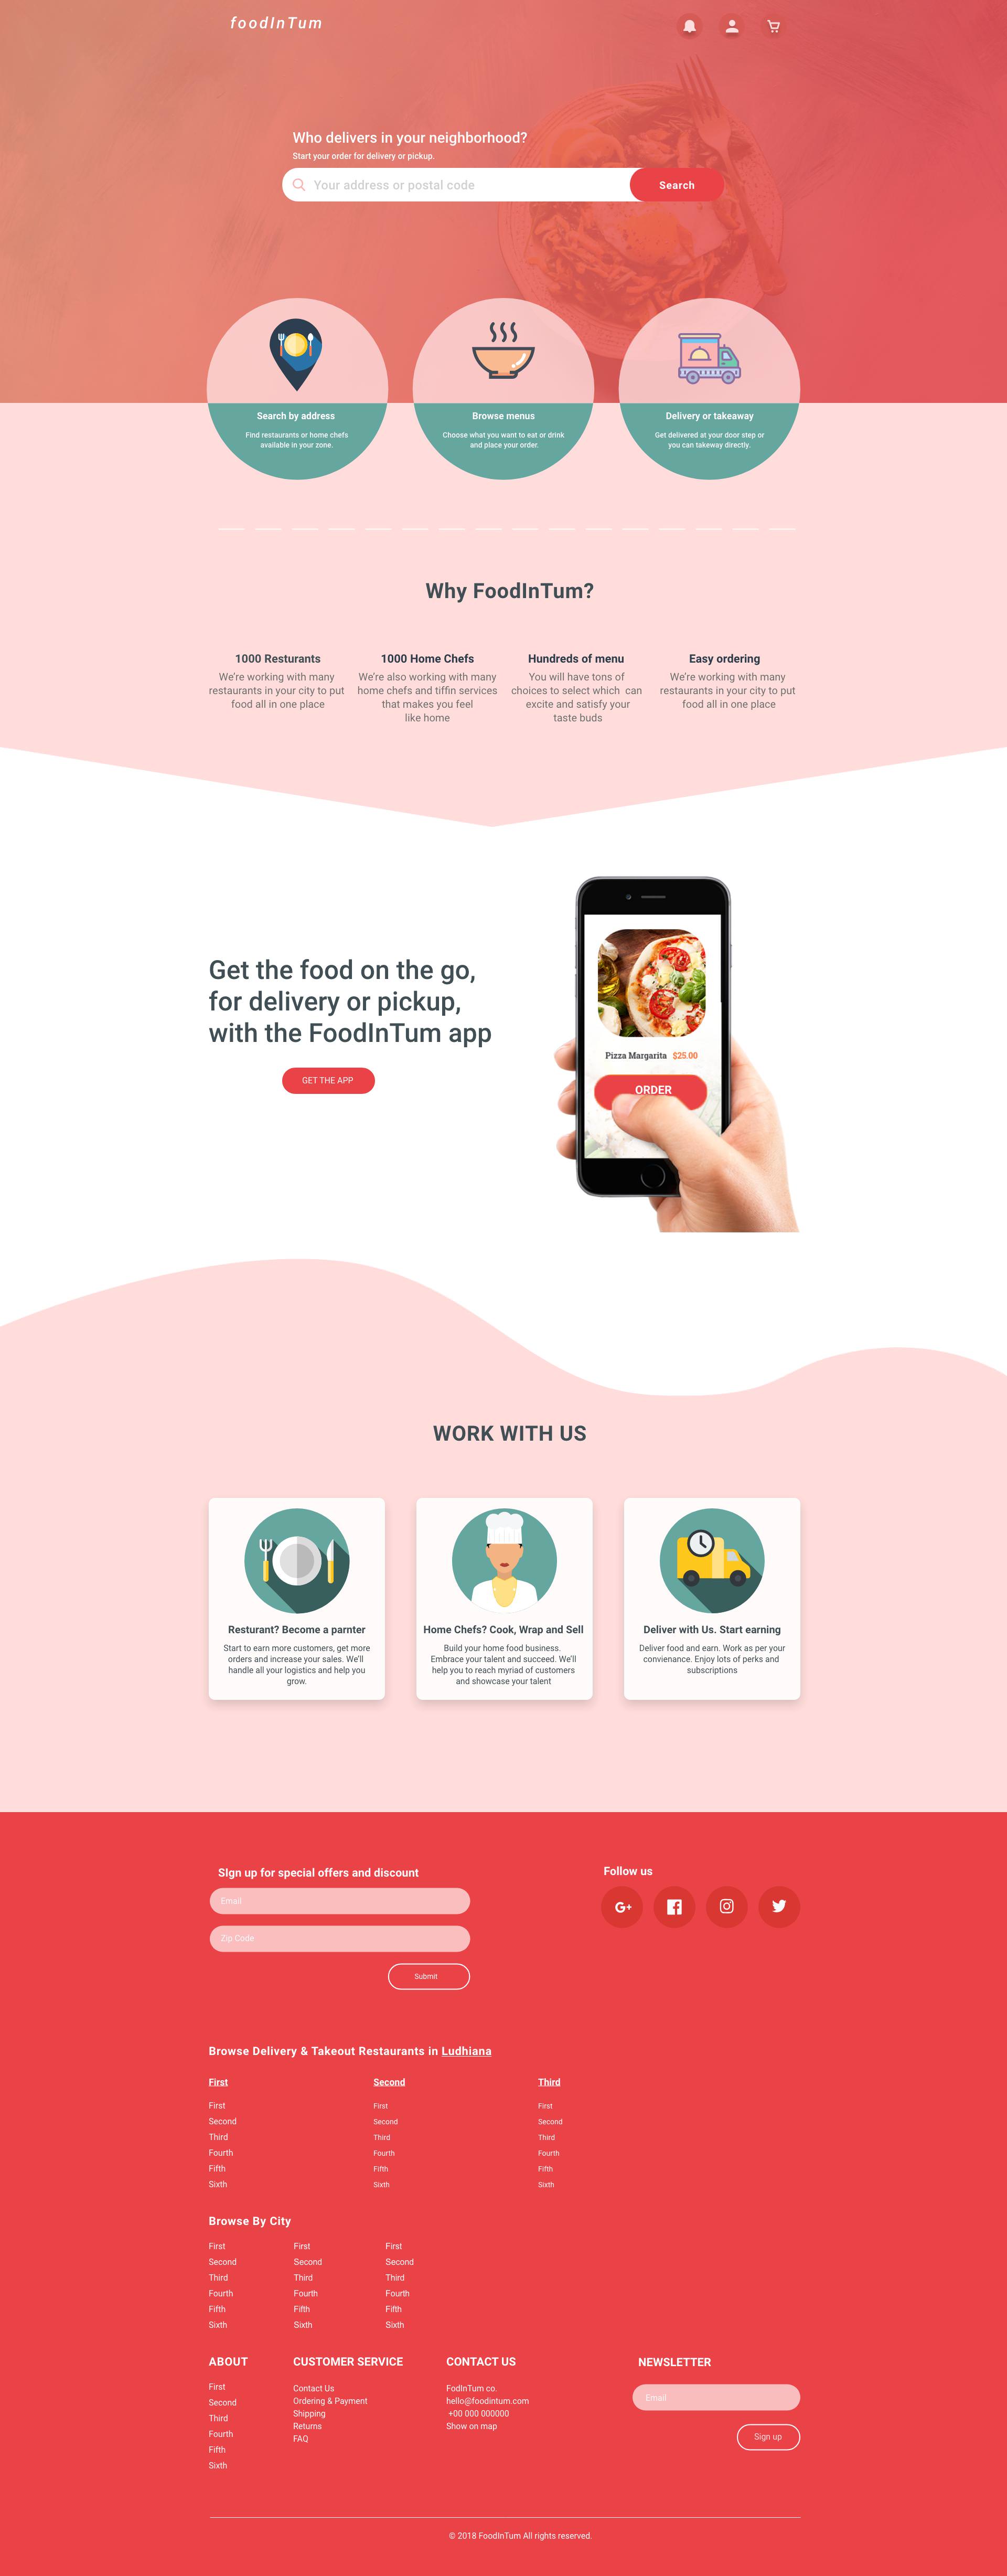 foodInTum
Who delivers in your neighborhood?
Start your order for delivery or pickup.
Your address or postal code
Search
Search by address
Find restaurants or home chefs
available in your zone.
Browse menus
Choose what you want to eat or drink
and place your order.
Delivery or takeaway
Get delivered at your door step or
you can takeway directly.
Why FoodInTum?
1000 Resturants
We're working with many
restaurants in your city to put
food all in one place
1000 Home Chefs
We're also working with many
home chefs and tiffin services
that makes you feel
like home
Hundreds of menu
You will have tons of
choices to select which can
excite and satisfy your
taste buds
Easy ordering
We're working with many
restaurants in your city to put
food all in one place
Get the food on the go,
for delivery or pickup,
with the FoodInTum app
GET THE APP
Pizza Margarita $25.00
ORDER
WORK WITH US
Resturant? Become a parnter
Start to earn more customers, get more
orders and increase your sales. We'll
handle all your logistics and help you
grow.
Home Chefs? Cook, Wrap and Sell
Build your home food business.
Embrace your talent and succeed. We'll
help you to reach myriad of customers
and showcase your talent
Deliver with Us. Start earning
Deliver food and earn. Work as per your
convienance. Enjoy lots of perks and
subscriptions
SIgn up for special offers and discount
Email
Zip Code
Submit
Follow us
G+
Browse Delivery & Takeout Restaurants in Ludhiana
First
First
Second
Third
Fourth
Fifth
Sixth
Second
First
Second
Third
Fourth
Fifth
Sixth
Third
First
Second
Third
Fourth
Fifth
Sixth
Browse By City
First
Second
Third
Fourth
Fifth
Sixth
First
Second
Third
Fourth
Fifth
Sixth
First
Second
Third
Fourth
Fifth
Sixth
ABOUT
First
Second
Third
Fourth
Fifth
Sixth
CUSTOMER SERVICE
Contact Us
Ordering & Payment
Shipping
Returns
FAQ
CONTACT US
FodInTum co.
hello@foodintum.com
+00 000 000000
Show on map
NEWSLETTER
Email
Sign up
© 2018 FoodInTum All rights reserved.